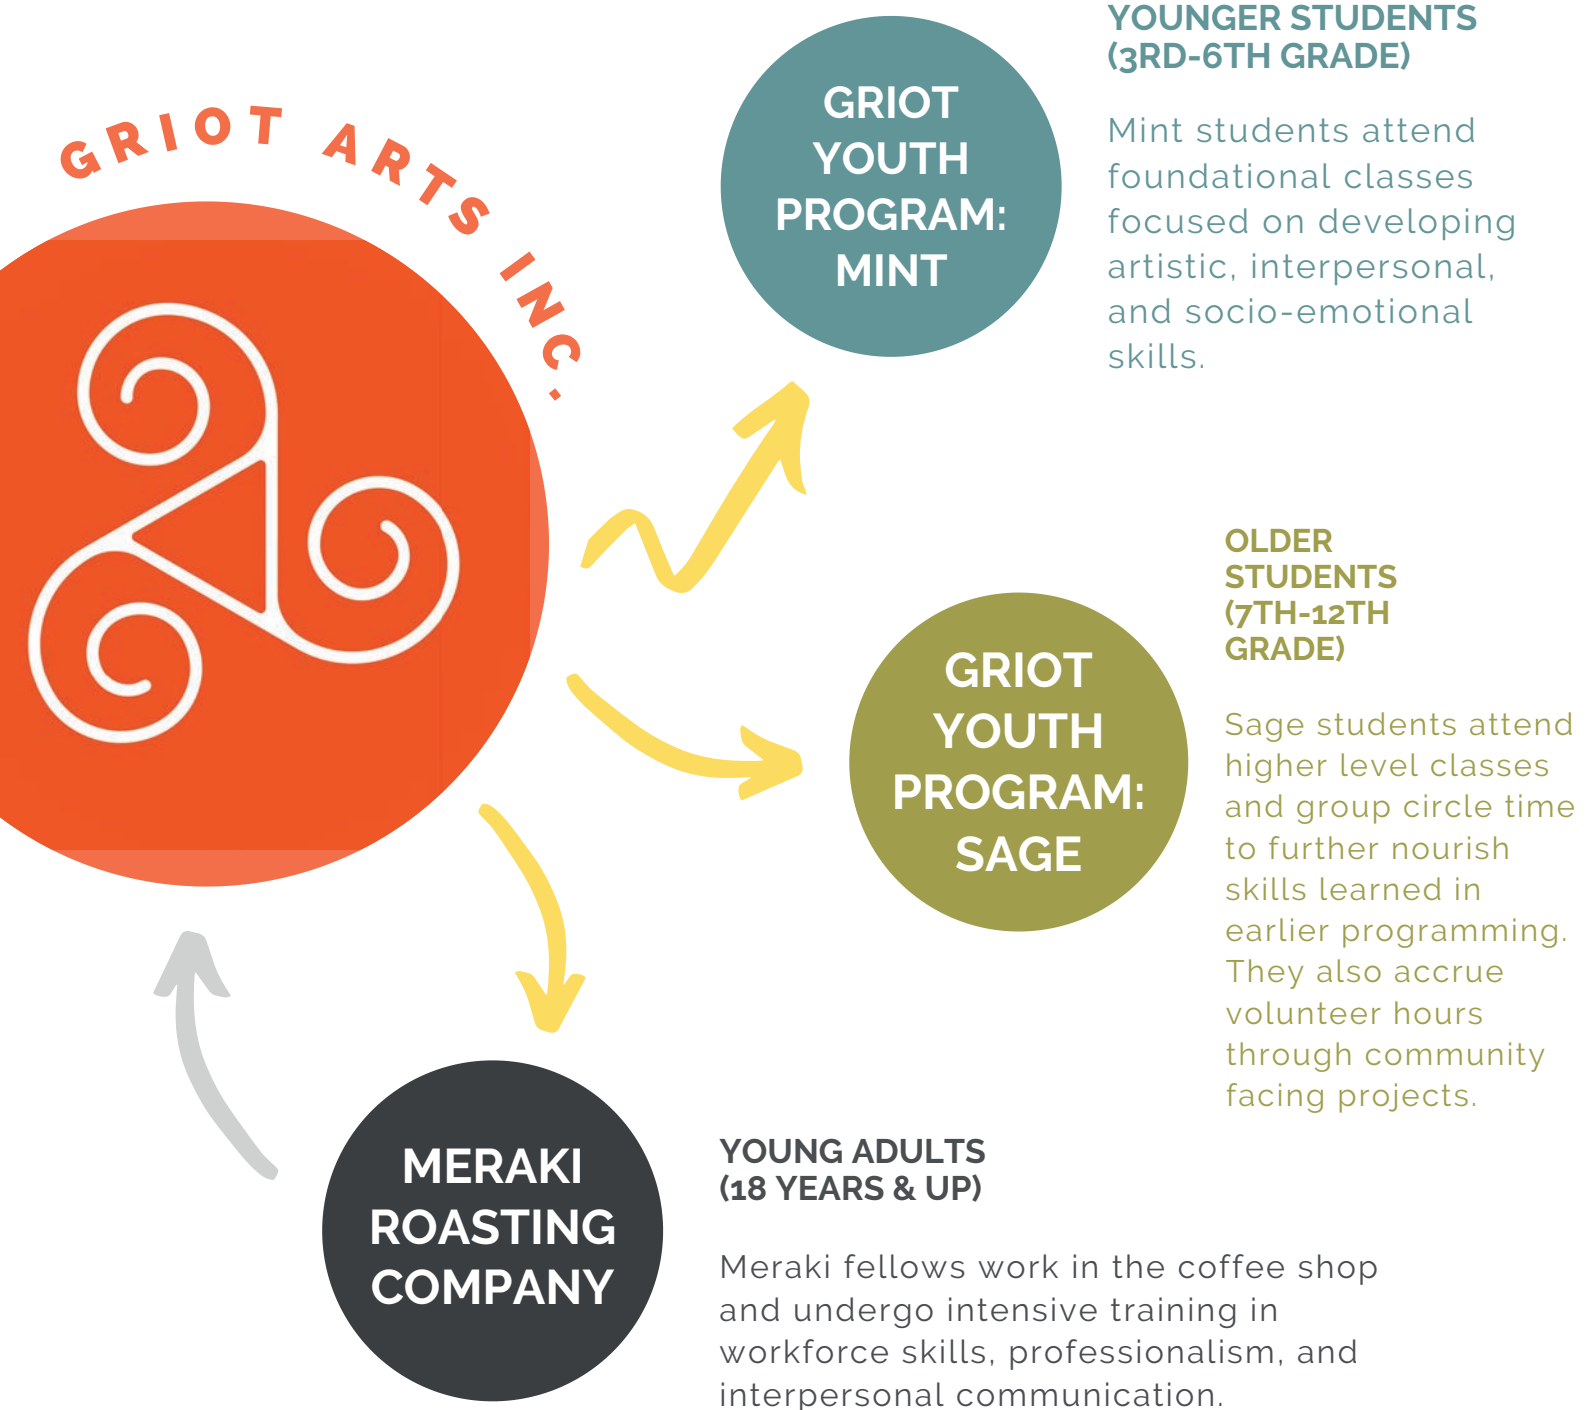 GRIOT ARTS INC.
GRIOT
YOUTH
PROGRAM:
MINT
YOUNGER STUDENTS
(3RD-6TH GRADE)
Mint students attend
foundational classes
focused on developing
artistic, interpersonal,
and socio-emotional
skills.
GRIOT
YOUTH
PROGRAM:
SAGE
OLDER
STUDENTS
(7TH-12TH
GRADE)
Sage students attend
higher level classes
and group circle time
to further nourish
skills learned in
earlier programming.
They also accrue
volunteer hours
through community
facing projects.
MERAKI
ROASTING
COMPANY
YOUNG ADULTS
(18 YEARS & UP)
Meraki fellows work in the coffee shop
and undergo intensive training in
workforce skills, professionalism, and
interpersonal communication.